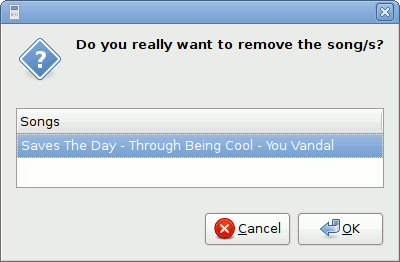 Do you really want to remove the song/s?
Songs
Saves The Day - Through Being Cool - You Vandal
Cancel
OK